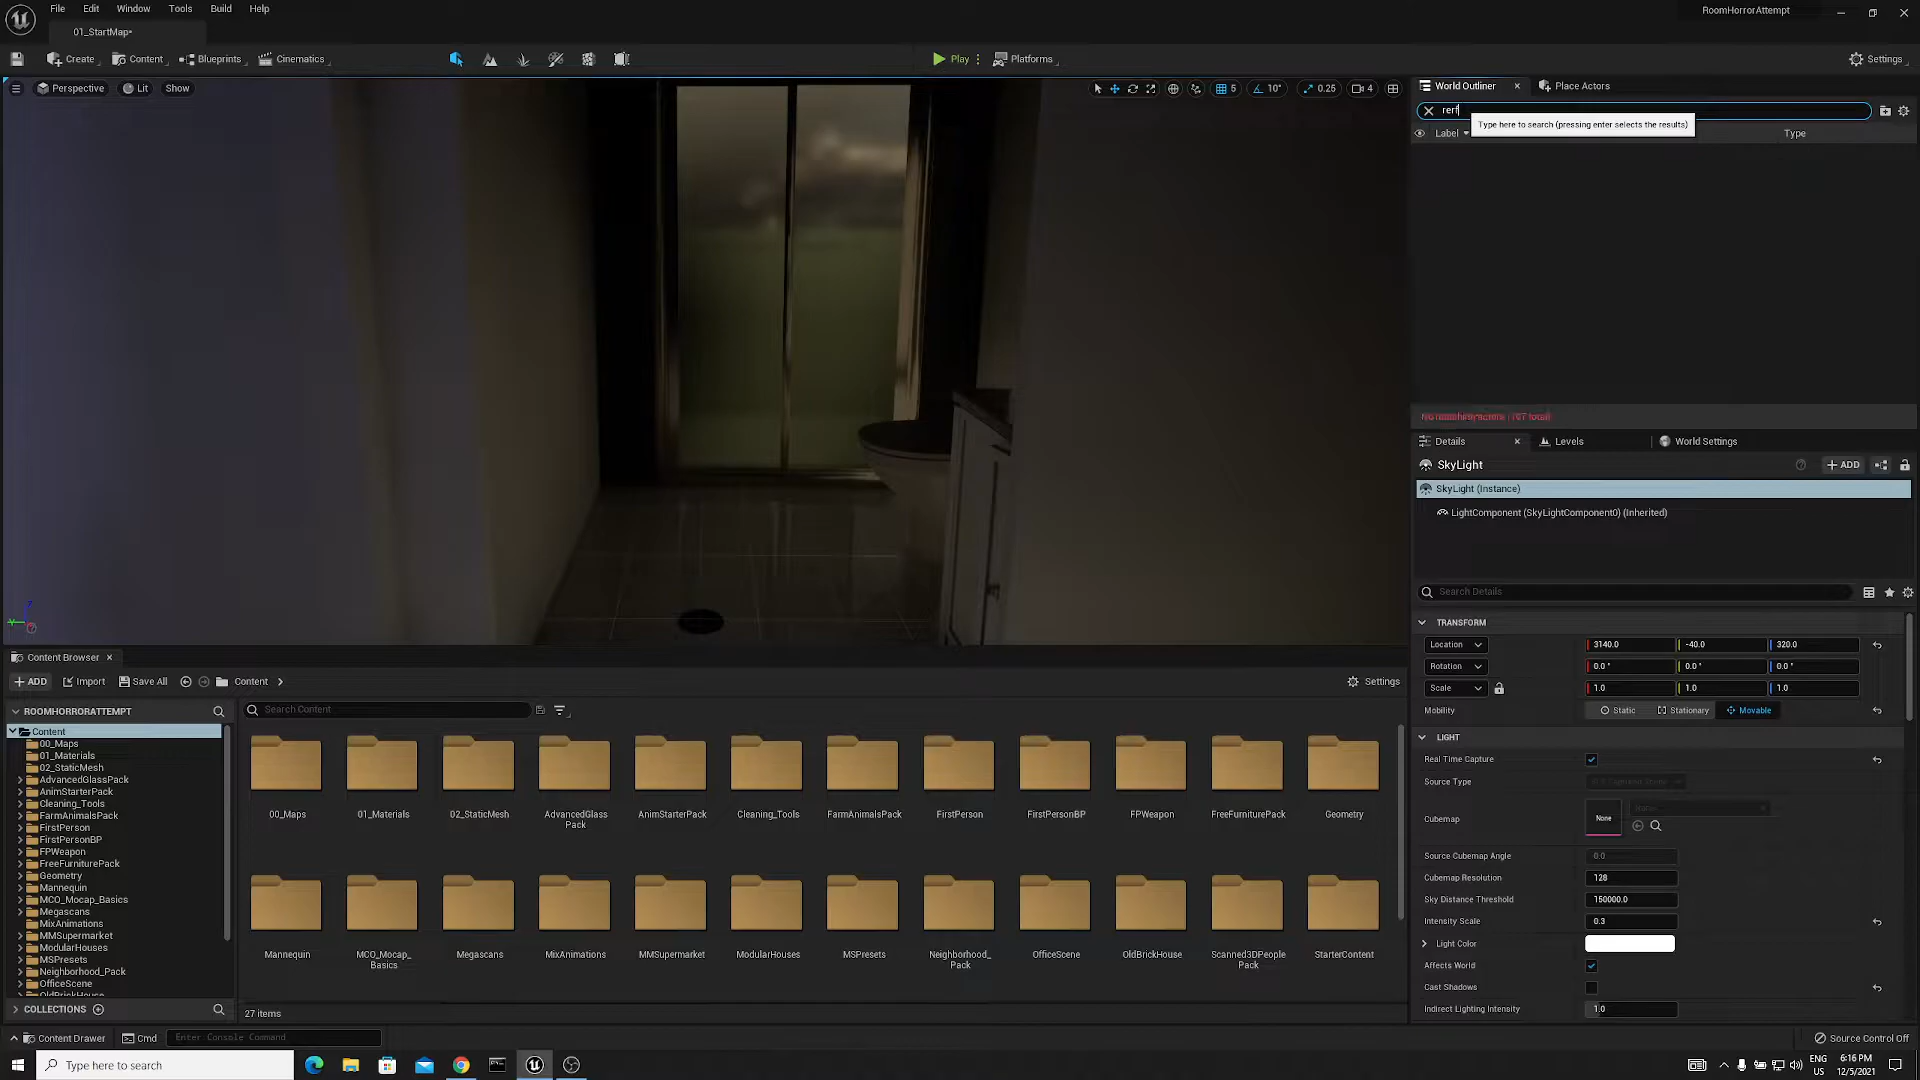 File Edit Window Tools Build Help RoomHorrorAttempt
01_StartMap•
Create Content Blueprints Cinematics Play Platforms Settings
Perspective Lit Show 5 10° 0.25 4
World Outliner Place Actors
rerf
Type here to search (pressing enter selects the results)
Label Type
Details Levels World Settings
SkyLight ADD
SkyLight (Instance)
LightComponent (SkyLightComponent0) (Inherited)
Search Details
TRANSFORM
Location 3140.0 -40.0 320.0
Rotation 0.0 ° 0.0 ° 0.0 °
Scale 1.0 1.0 1.0
Mobility Static Stationary Movable
LIGHT
Real Time Capture
Source Type
Cubemap None
Source Cubemap Angle 0.0
Cubemap Resolution 128
Sky Distance Threshold 150000.0
Intensity Scale 0.3
Light Color
Affects World
Cast Shadows
Indirect Lighting Intensity 1.0
Content Browser
ADD Import Save All Content Settings
ROOMHORRORATTEMPT
Search Content
Content
00_Maps
01_Materials
02_StaticMesh
AdvancedGlassPack
AnimStarterPack
Cleaning_Tools
FarmAnimalsPack
FirstPerson
FirstPersonBP
FPWeapon
FreeFurniturePack
Geometry
Mannequin
MCO_Mocap_Basics
Megascans
MixAnimations
MMSupermarket
ModularHouses
MSPresets
Neighborhood_Pack
OfficeScene
OldBrickHouse
COLLECTIONS
00_Maps 01_Materials 02_StaticMesh AdvancedGlass AnimStarterPack Cleaning_Tools FarmAnimalsPack FirstPerson FirstPersonBP FPWeapon FreeFurniturePack Geometry
Pack
Mannequin MCO_Mocap_ Megascans MixAnimations MMSupermarket ModularHouses MSPresets Neighborhood_ OfficeScene OldBrickHouse Scanned3DPeople StarterContent
Basics Pack Pack
27 items
Content Drawer Cmd Enter Console Command Source Control Off
Type here to search
ENG 6:16 PM
US 12/5/2021